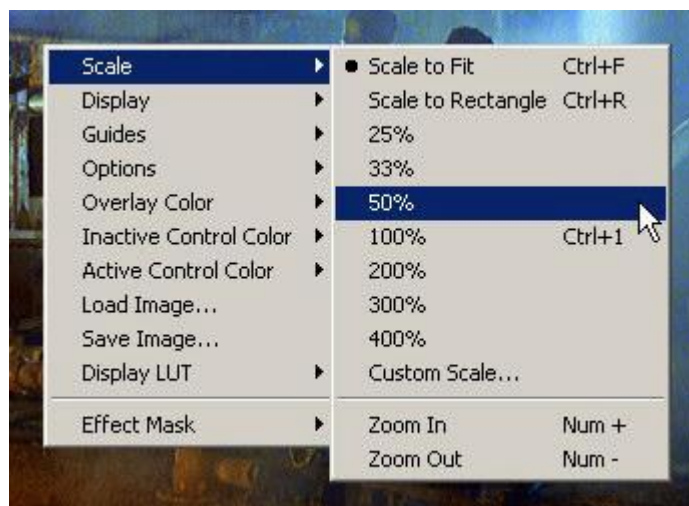 Scale
Display
Guides
Options
Overlay Color
Inactive Control Color
Active Control Color
Load Image...
Save Image...
Display LUT
Effect Mask
Scale to Fit Ctrl+F
Scale to Rectangle Ctrl+R
25%
33%
50%
100% Ctrl+1
200%
300%
400%
Custom Scale...
Zoom In Num +
Zoom Out Num -